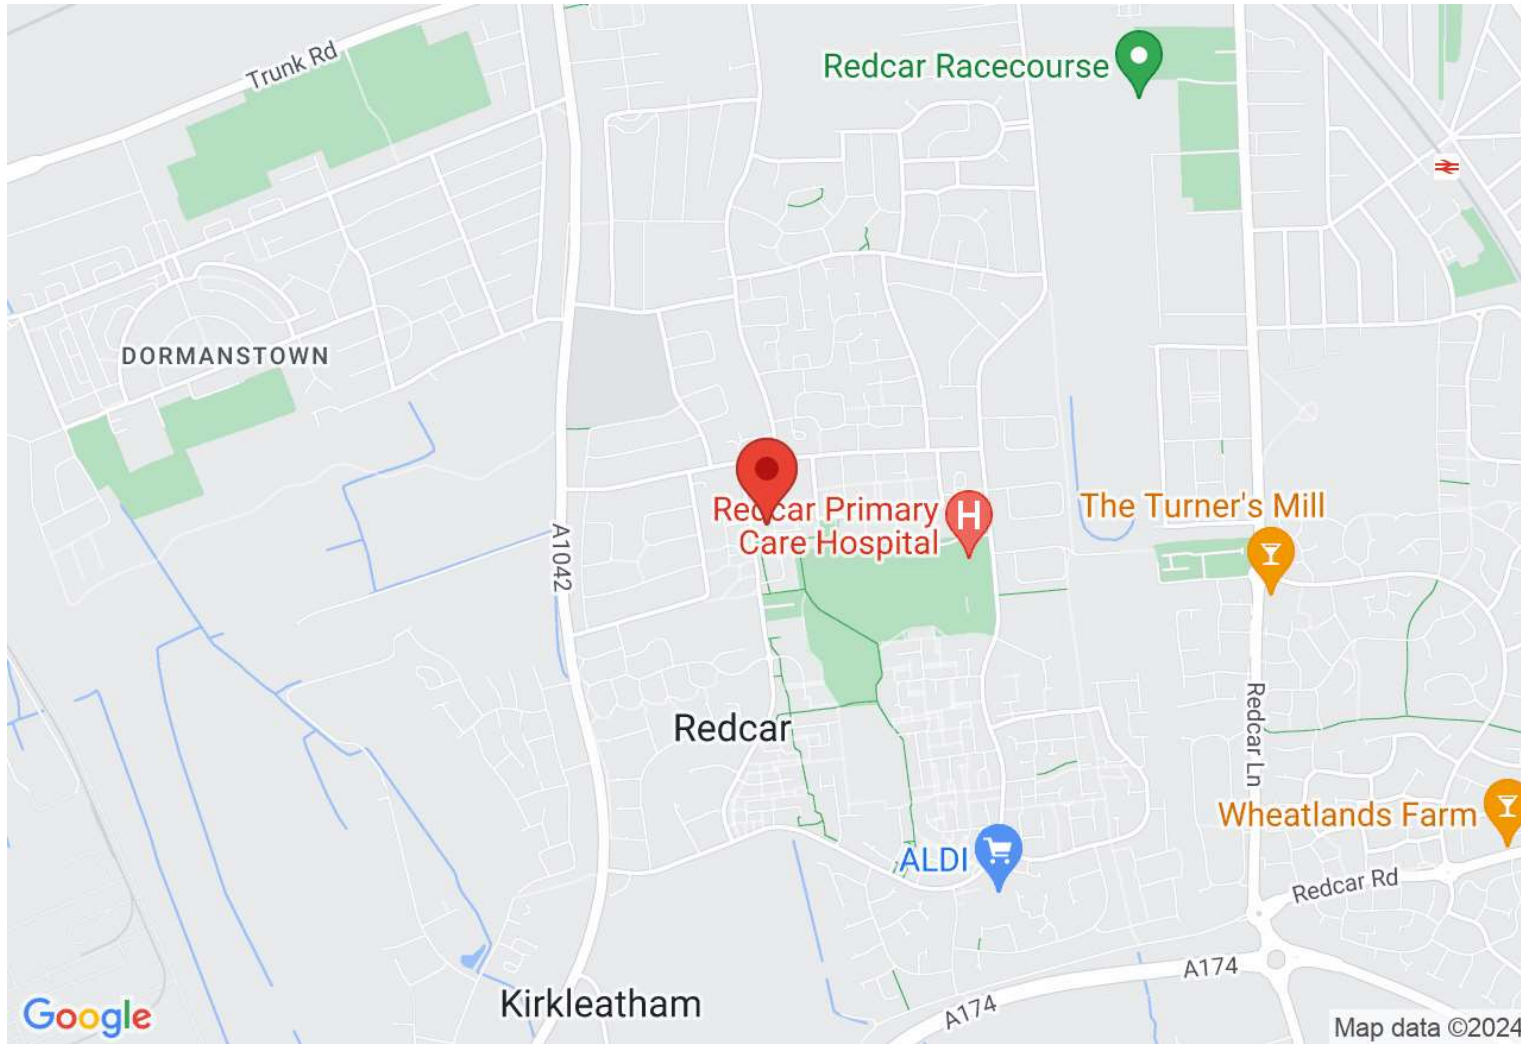 Trunk Rd
Redcar Racecourse
DORMANSTOWN
A1042
Redcar Primary
Care Hospital
H
The Turner's Mill
Redcar
Redcar Ln
Wheatlands Farm
ALDI
Redcar Rd
A174
A174
Kirkleatham
Google
Map data ©2024